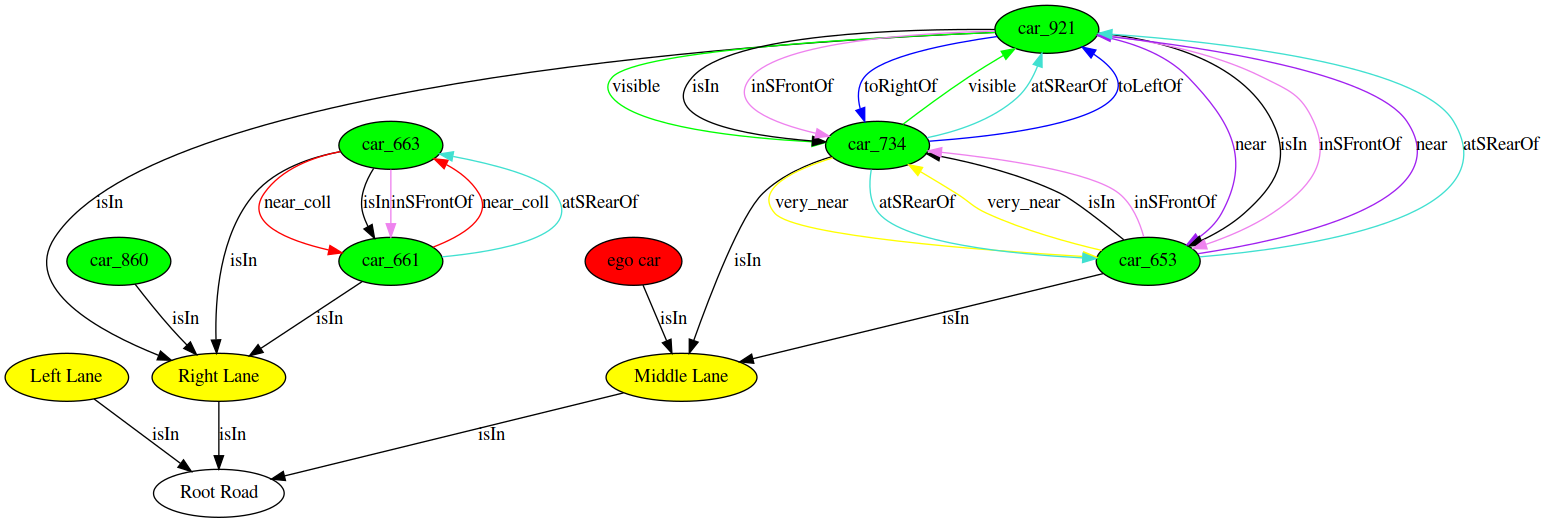 car_921
visible
isIn
inSFrontOf
toRightOf
visible
atSRearOf
toLeftOf
car_663
car_734
near
isIn
inSFrontOf
near
atSRearOf
isIn
near_coll
isIn
inSFrontOf
near_coll
atSRearOf
very_near
atSRearOf
very_near
isIn
inSFrontOf
car_860
isIn
car_661
ego car
isIn
car_653
isIn
isIn
isIn
isIn
Left Lane
Right Lane
Middle Lane
isIn
isIn
isIn
Root Road